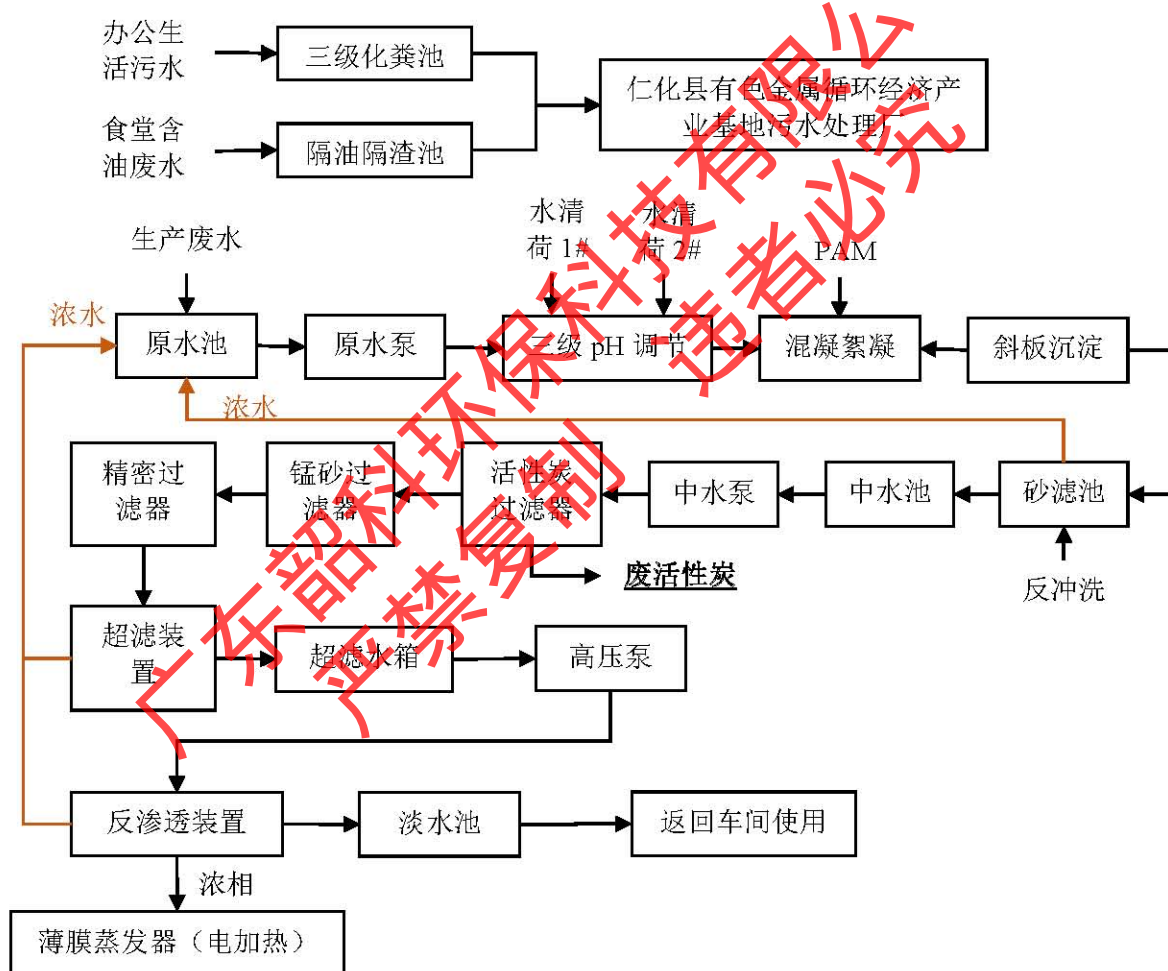 办公生
活污水
三级化粪池
仁化县有色金属循环经济产
业基地污水处理厂
食堂含
油废水
隔油隔渣池
生产废水
水清
荷 1#
水清
荷 2#
PAM
浓水
原水池
原水泵
三级 pH 调节
混凝絮凝
斜板沉淀
浓水
精密过
滤器
锰砂过
滤器
活性炭
过滤器
中水泵
中水池
砂滤池
废活性炭
反冲洗
超滤装
置
超滤水箱
高压泵
反渗透装置
淡水池
返回车间使用
浓相
薄膜蒸发器（电加热）
广东韶科环保科技有限公
严禁复制 违者必究